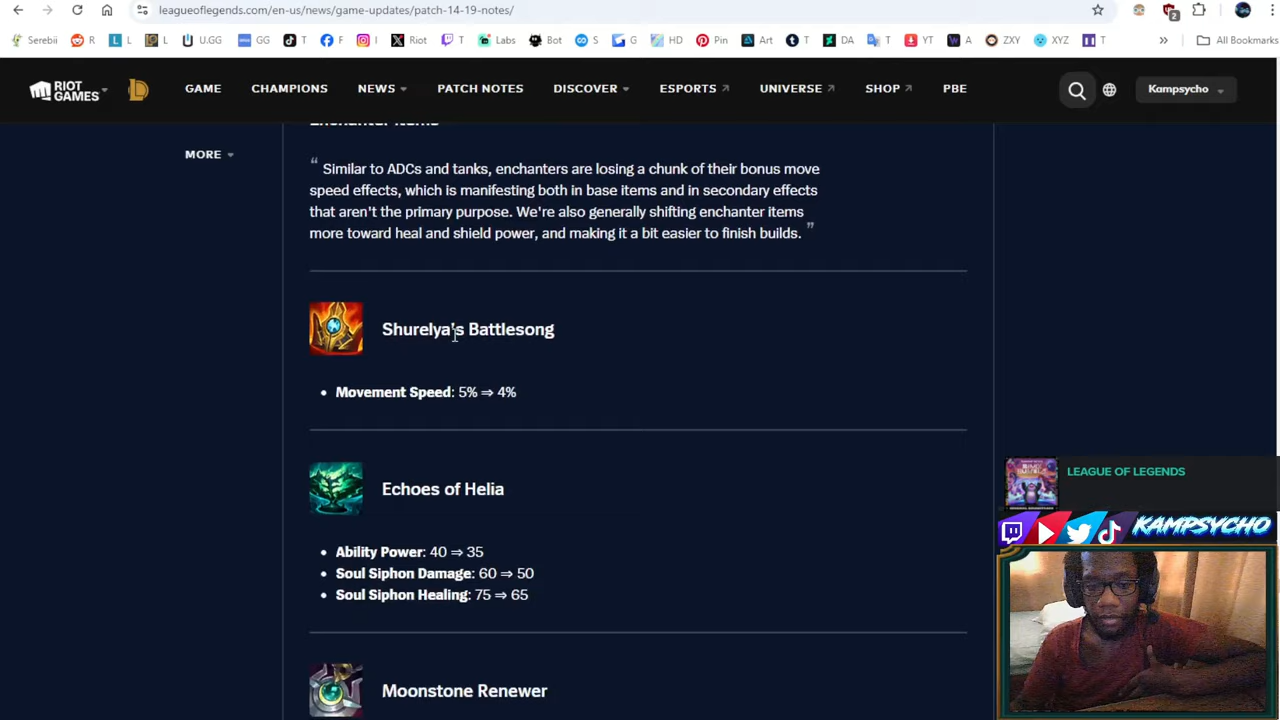 leagueoflegends.com/en-us/news/game-updates/patch-14-19-notes/
2
Serebii R L L U.GG GG T F I Riot T Labs Bot S G HD Pin Art T DA T YT A ZXY XYZ T » All Bookmarks
RIOT GAMES GAME CHAMPIONS NEWS PATCH NOTES DISCOVER ESPORTS UNIVERSE SHOP PBE Kampsycho
Enchanter Items
MORE
“ Similar to ADCs and tanks, enchanters are losing a chunk of their bonus move
speed effects, which is manifesting both in base items and in secondary effects
that aren't the primary purpose. We're also generally shifting enchanter items
more toward heal and shield power, and making it a bit easier to finish builds. ”
Shurelya's Battlesong
• Movement Speed: 5% ⇒ 4%
Echoes of Helia
LEAGUE OF LEGENDS
KAMPSYCHO
• Ability Power: 40 ⇒ 35
• Soul Siphon Damage: 60 ⇒ 50
• Soul Siphon Healing: 75 ⇒ 65
Moonstone Renewer